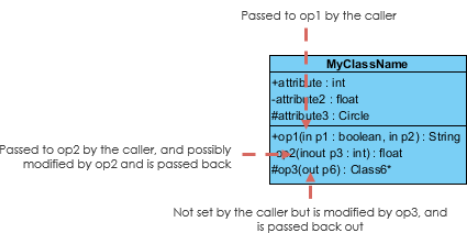 Passed to op1 by the caller
MyClassName
+attribute : int
-attribute2 : float
#attribute3 : Circle
+op1(in p1 : boolean, in p2) : String
Passed to op2 by the caller, and possibly
modified by op2 and is passed back
-op2(inout p3 : int) : float
#op3(out p6) : Class6*
Not set by the caller but is modified by op3, and
is passed back out